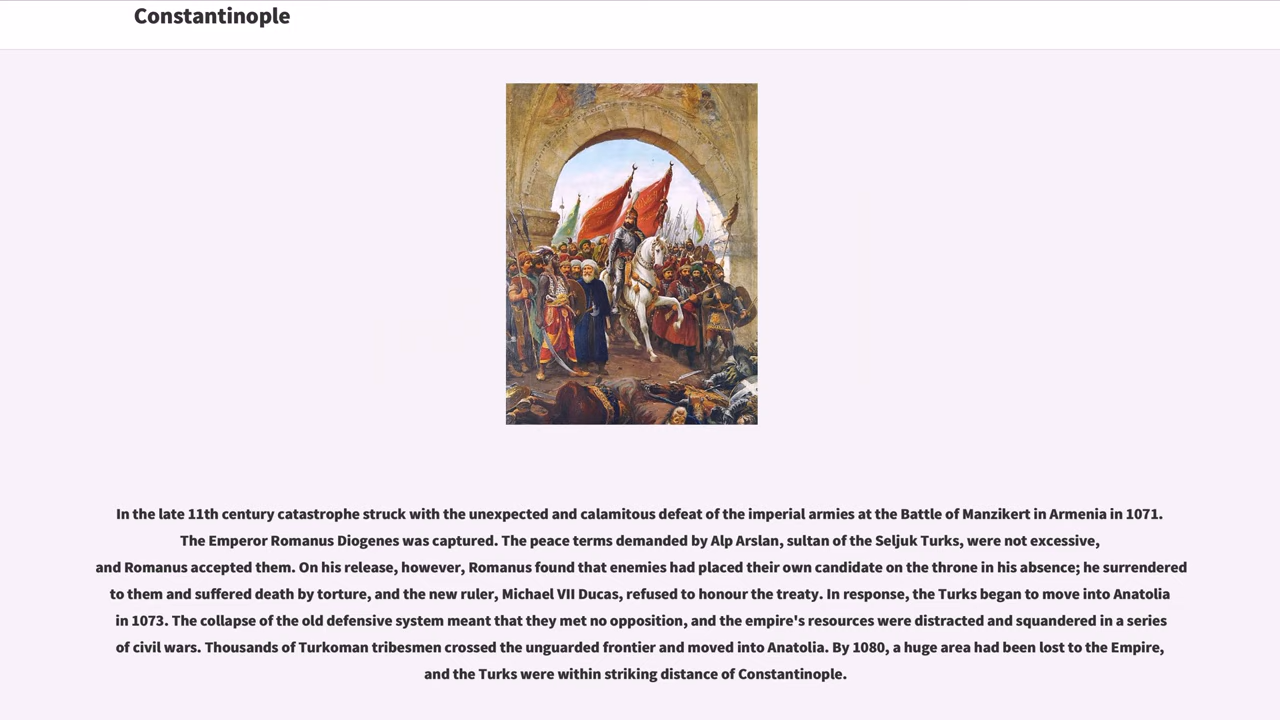 Constantinople
In the late 11th century catastrophe struck with the unexpected and calamitous defeat of the imperial armies at the Battle of Manzikert in Armenia in 1071.
The Emperor Romanus Diogenes was captured. The peace terms demanded by Alp Arslan, sultan of the Seljuk Turks, were not excessive,
and Romanus accepted them. On his release, however, Romanus found that enemies had placed their own candidate on the throne in his absence; he surrendered
to them and suffered death by torture, and the new ruler, Michael VII Ducas, refused to honour the treaty. In response, the Turks began to move into Anatolia
in 1073. The collapse of the old defensive system meant that they met no opposition, and the empire's resources were distracted and squandered in a series
of civil wars. Thousands of Turkoman tribesmen crossed the unguarded frontier and moved into Anatolia. By 1080, a huge area had been lost to the Empire,
and the Turks were within striking distance of Constantinople.